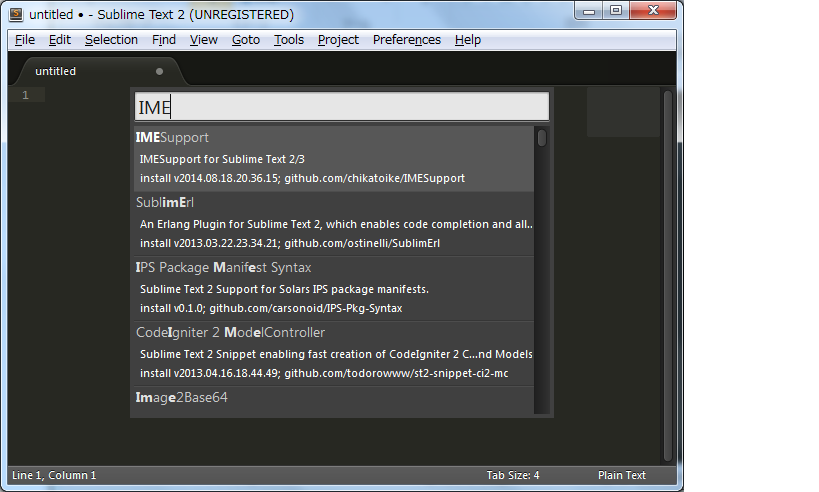 untitled • - Sublime Text 2 (UNREGISTERED)
File Edit Selection Find View Goto Tools Project Preferences Help
untitled
1
IME
IMESupport
IMESupport for Sublime Text 2/3
install v2014.08.18.20.36.15; github.com/chikatoike/IMESupport
SublimErl
An Erlang Plugin for Sublime Text 2, which enables code completion and all..
install v2013.03.22.23.34.21; github.com/ostinelli/SublimErl
IPS Package Manifest Syntax
Sublime Text 2 Support for Solars IPS package manifests.
install v0.1.0; github.com/carsonoid/IPS-Pkg-Syntax
CodeIgniter 2 ModelController
Sublime Text 2 Snippet enabling fast creation of CodeIgniter 2 C...nd Models
install v2013.04.16.18.44.49; github.com/todorowww/st2-snippet-ci2-mc
Image2Base64
Line 1, Column 1 Tab Size: 4 Plain Text